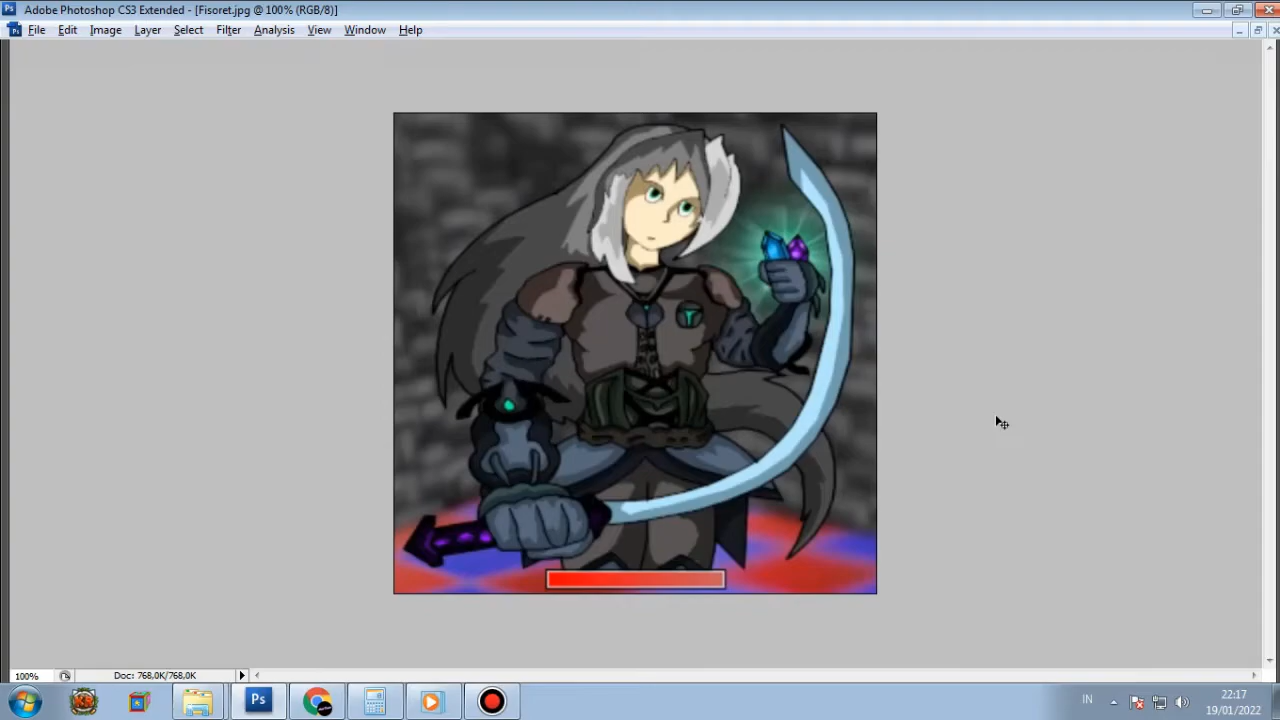 Adobe Photoshop CS3 Extended - [Fisoret.jpg @ 100% (RGB/8)]
File Edit Image Layer Select Filter Analysis View Window Help
100% Doc: 768,0K/768,0K
Ps IN 22:17
19/01/2022